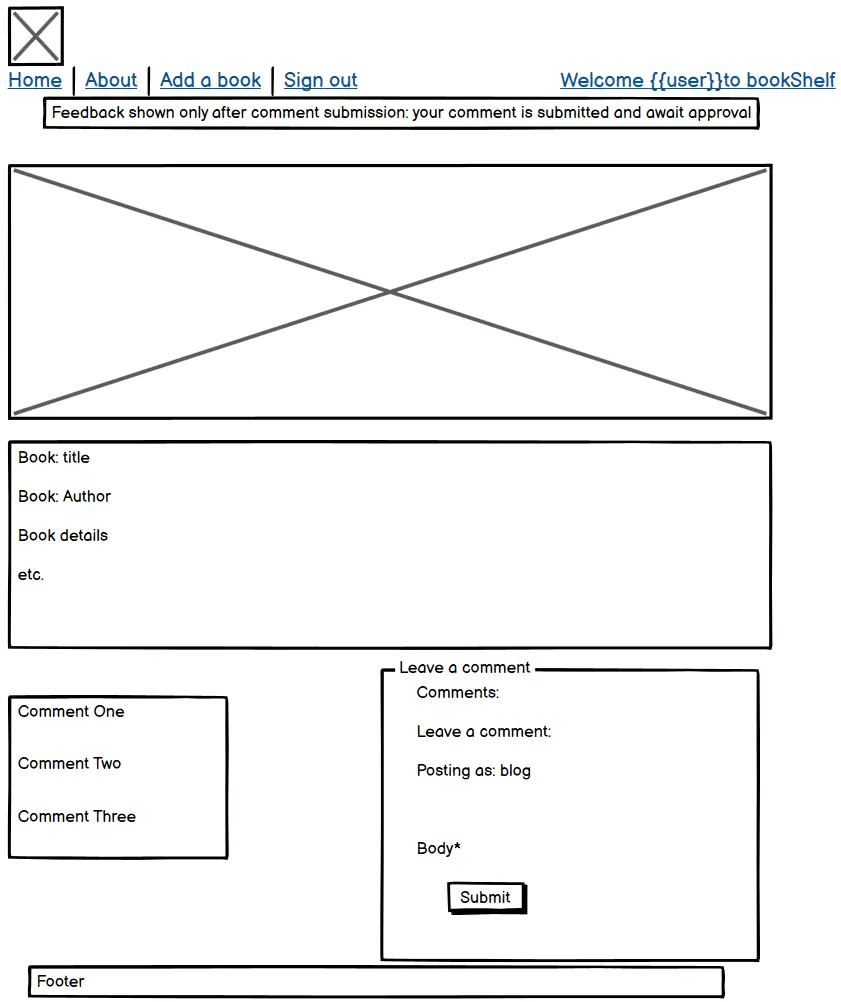 Home | About | Add a book | Sign out
Welcome {{user}}to bookShelf
Feedback shown only after comment submission: your comment is submitted and await approval
Book: title
Book: Author
Book details
etc.
Comment One
Comment Two
Comment Three
Leave a comment
Comments:
Leave a comment:
Posting as: blog
Body*
Submit
Footer